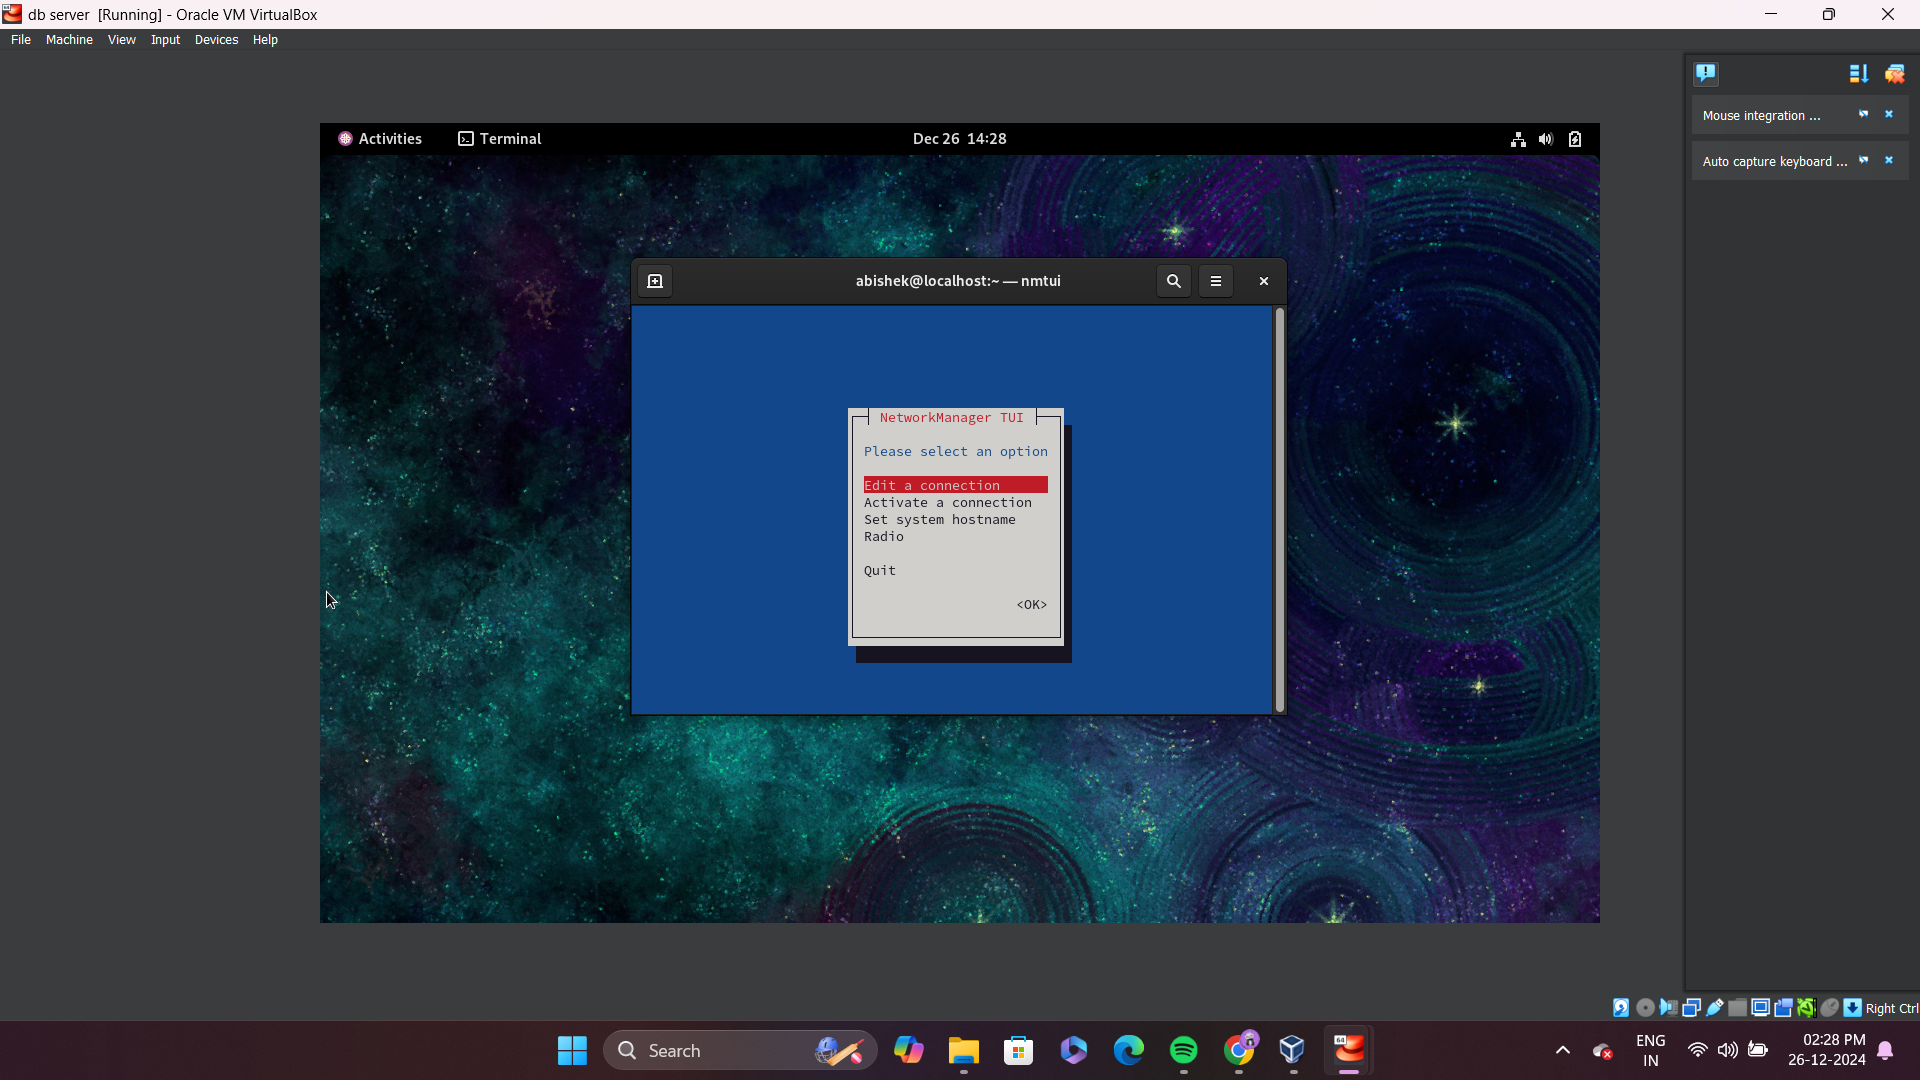 db server [Running] - Oracle VM VirtualBox
File Machine View Input Devices Help
Mouse integration ...
Auto capture keyboard ...
Activities Terminal Dec 26 14:28
abishek@localhost:~ — nmtui
NetworkManager TUI
Please select an option
Edit a connection
Activate a connection
Set system hostname
Radio
Quit
<OK>
Right Ctrl
Search
ENG
IN
02:28 PM
26-12-2024